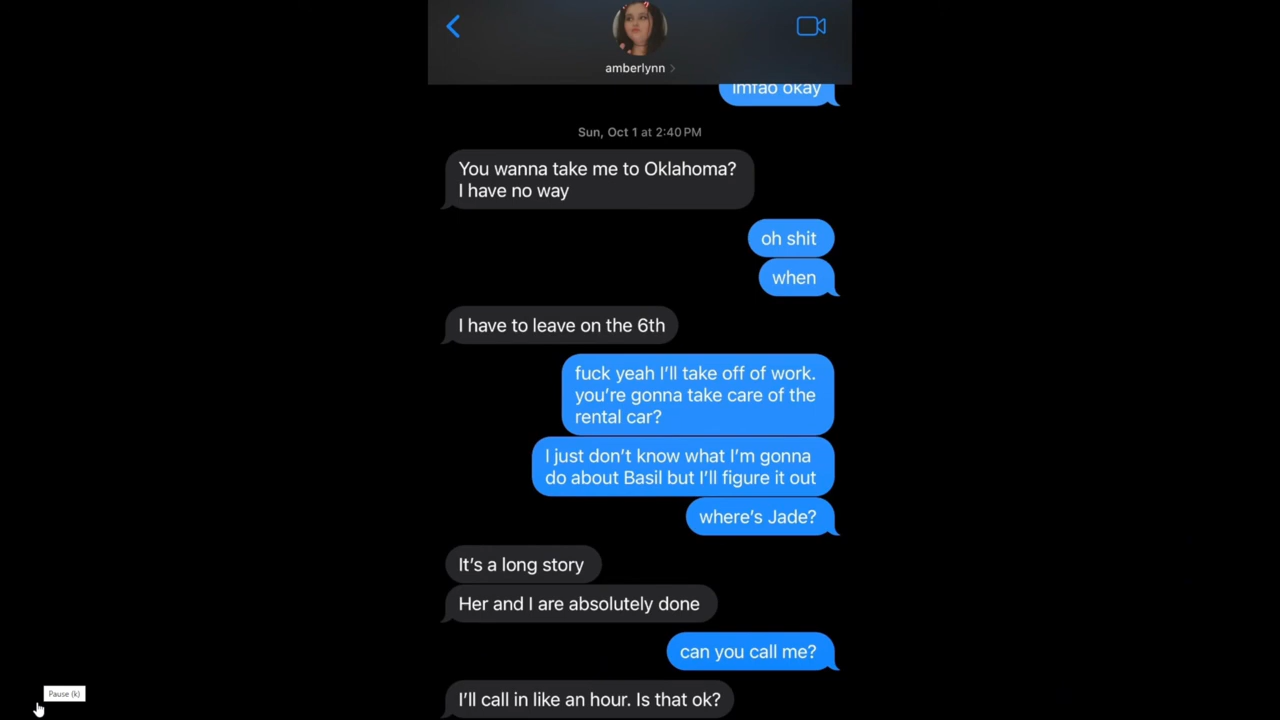 amberlynn
lmfao okay
Sun, Oct 1 at 2:40 PM
You wanna take me to Oklahoma?
I have no way
oh shit
when
I have to leave on the 6th
fuck yeah I'll take off of work.
you're gonna take care of the
rental car?
I just don't know what I'm gonna
do about Basil but I'll figure it out
where's Jade?
It's a long story
Her and I are absolutely done
can you call me?
Pause (k)
I'll call in like an hour. Is that ok?